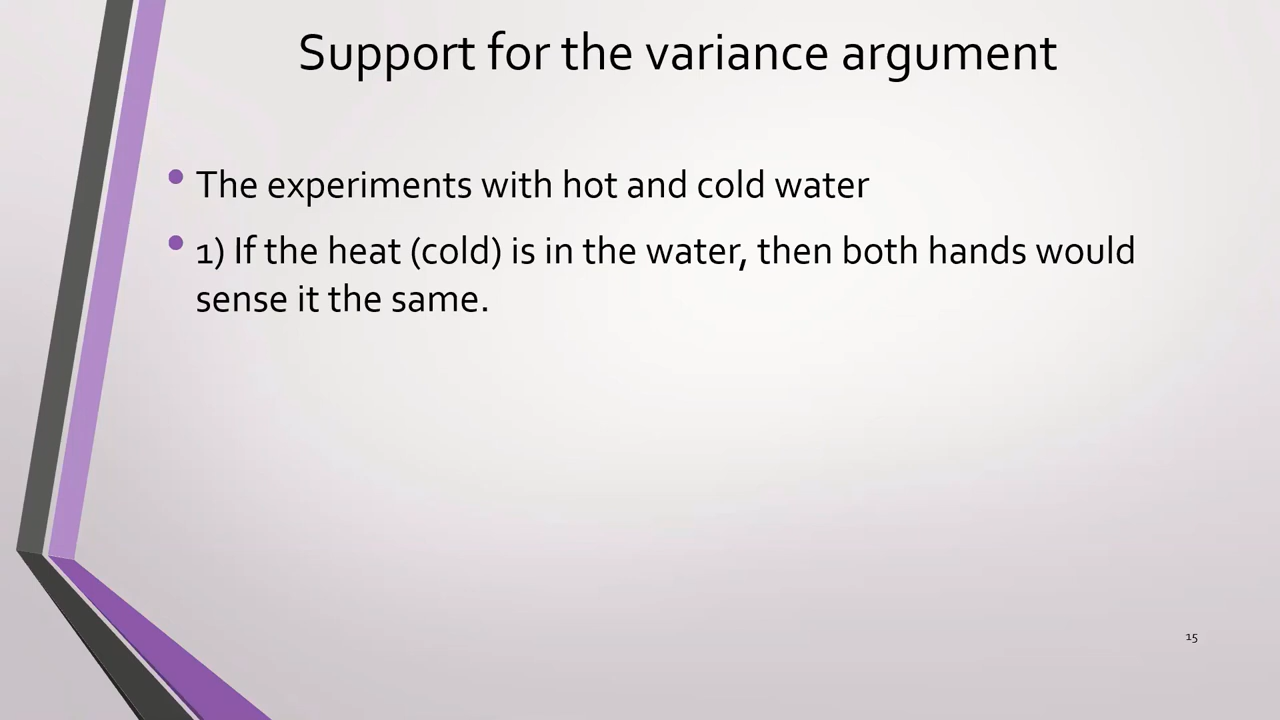 Support for the variance argument
• The experiments with hot and cold water
• 1) If the heat (cold) is in the water, then both hands would
sense it the same.
15